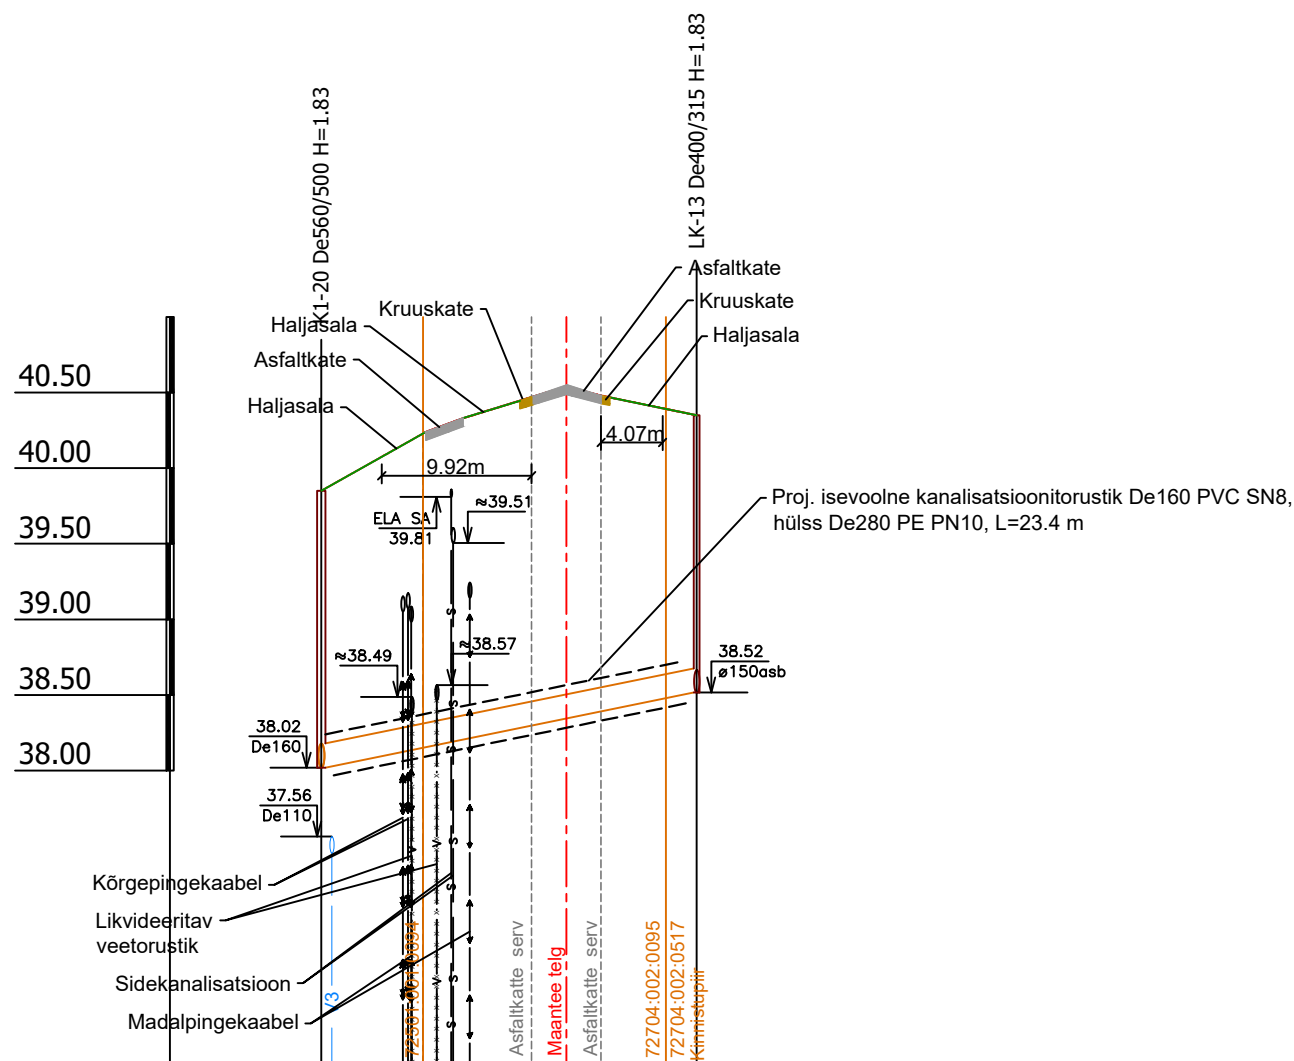 K1-20 De560/500 H=1.83
LK-13 De400/315 H=1.83
Asfaltkate
Kruuskate
Haljasala
Kruuskate
Haljasala
Asfaltkate
Haljasala
40.50
40.00
39.50
39.00
38.50
38.00
4.07m
9.92m
ELA SA
39.81
≈39.51
Proj. isevoolne kanalisatsioonitorustik De160 PVC SN8,
hülss De280 PE PN10, L=23.4 m
≈38.49
≈38.57
38.52
ø150asb
38.02
De160
37.56
De110
Kõrgepingekaabel
Likvideeritav
veetorustik
Sidekanalisatsioon
Madalpingekaabel
V3
Asfaltkatte serv
Maantee telg
Asfaltkatte serv
72704:002:0095
72704:002:0517
Kinnistupiir
S
S
S
S
S
S
S
S
V
V
V